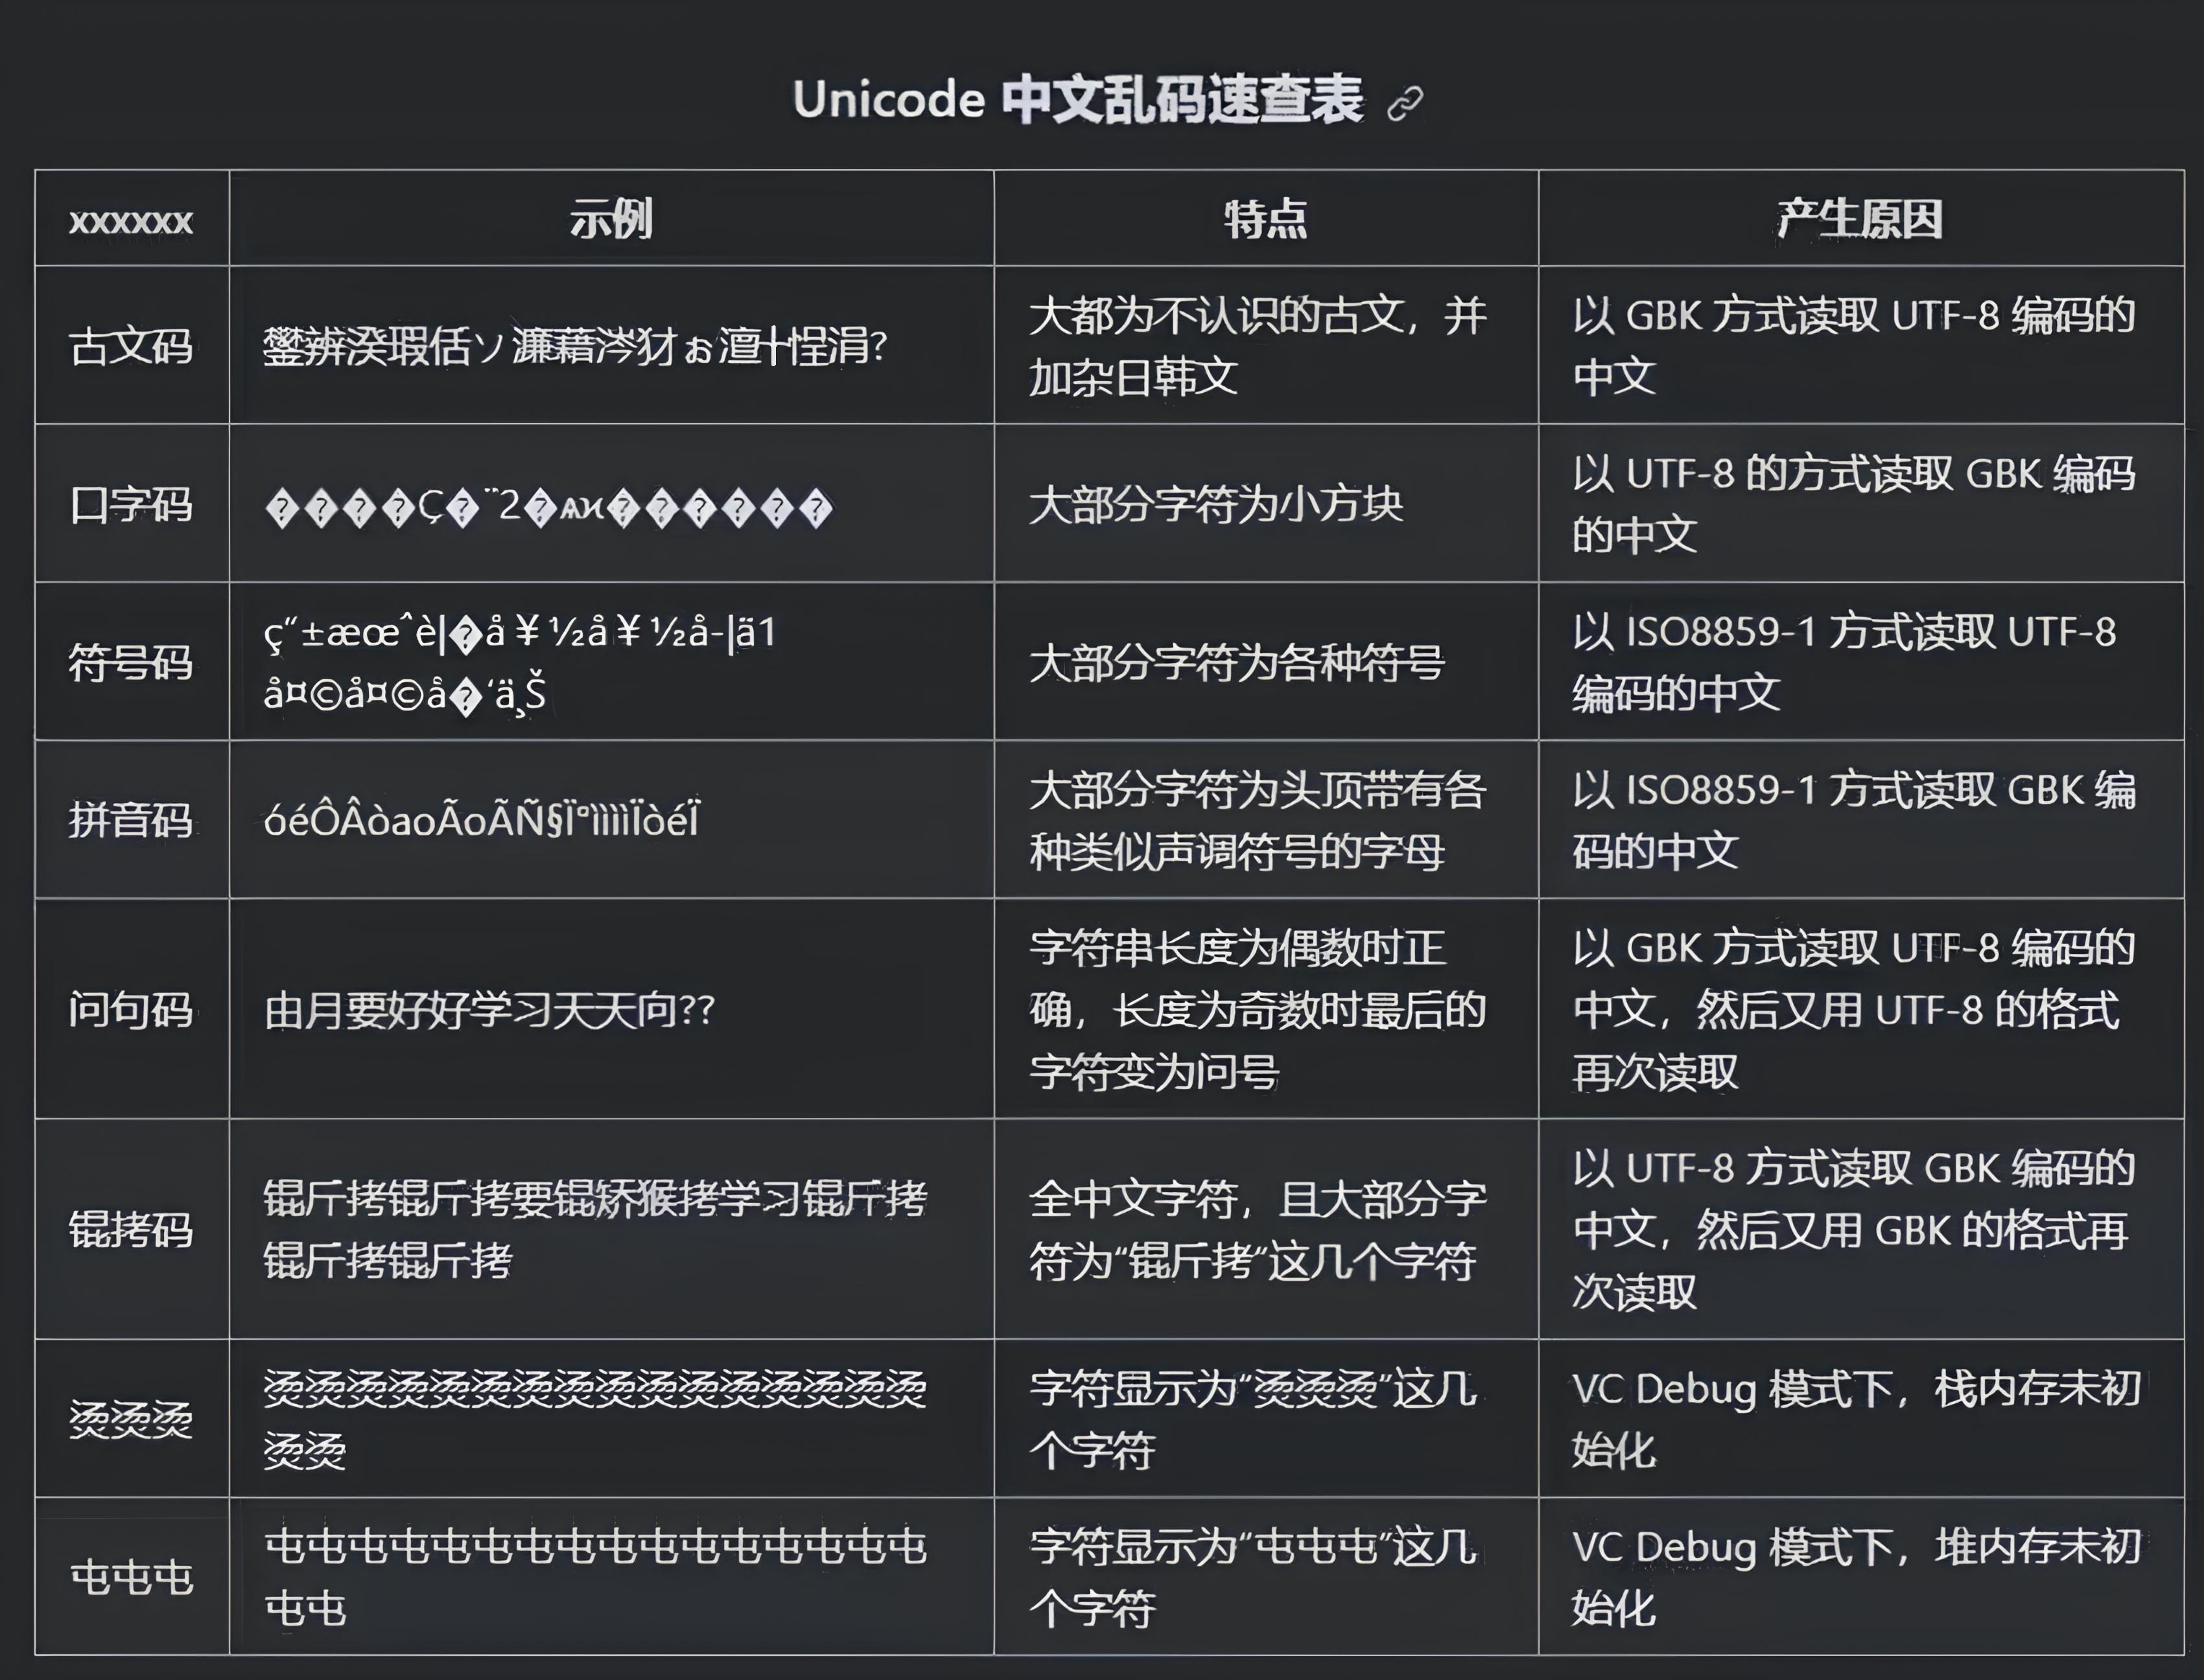 Unicode 中文乱码速查表
xxxxxx
示例
特点
产生原因
古文码
大都为不认识的古文，并
加杂日韩文
以 GBK 方式读取 UTF-8 编码的
中文
口字码
����Ç�¨2�ѩϰ������
大部分字符为小方块
以 UTF-8 的方式读取 GBK 编码
的中文
符号码
ç“±æœˆè|�å¥½å¥½å-|ä1
å¤©å¤©å�‘ä¸Š
大部分字符为各种符号
以 ISO8859-1 方式读取 UTF-8
编码的中文
拼音码
óéÔÂòaoÃoÃÑ§Ï°ììììÏòéÏ
大部分字符为头顶带有各
种类似声调符号的字母
以 ISO8859-1 方式读取 GBK 编
码的中文
问句码
由月要好好学习天天向??
字符串长度为偶数时正
确，长度为奇数时最后的
字符变为问号
以 GBK 方式读取 UTF-8 编码的
中文，然后又用 UTF-8 的格式
再次读取
锟拷码
锟斤拷锟斤拷要锟矫猴拷学习锟斤拷
锟斤拷锟斤拷
全中文字符，且大部分字
符为“锟斤拷”这几个字符
以 UTF-8 方式读取 GBK 编码的
中文，然后又用 GBK 的格式再
次读取
烫烫烫
烫烫烫烫烫烫烫烫烫烫烫烫烫烫烫烫
烫烫
字符显示为“烫烫烫”这几
个字符
VC Debug 模式下，栈内存未初
始化
屯屯屯
屯屯屯屯屯屯屯屯屯屯屯屯屯屯屯屯
屯屯
字符显示为“屯屯屯”这几
个字符
VC Debug 模式下，堆内存未初
始化